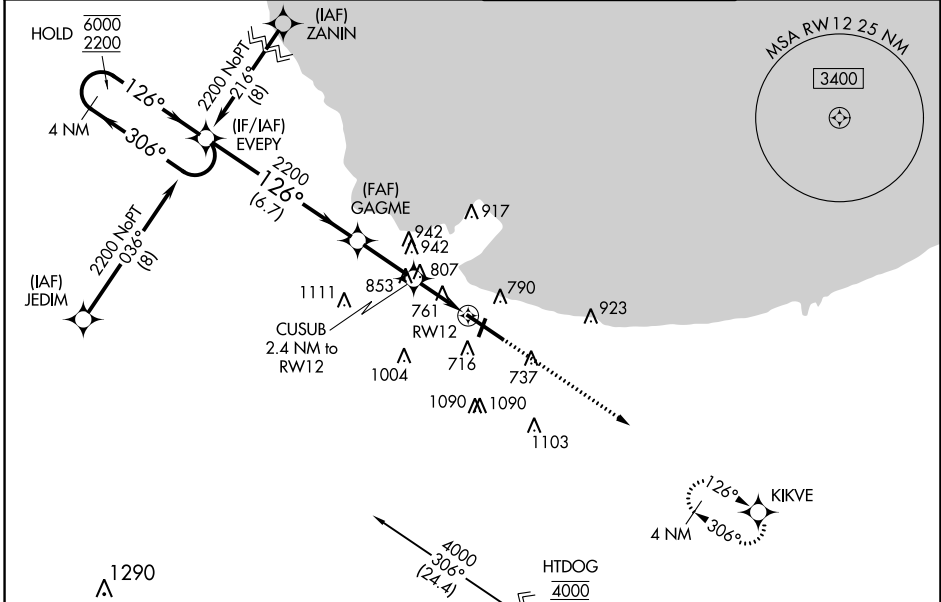 HOLD
6000
2200
(IAF)
ZANIN
2200 NoPT
216°
(8)
126°
306°
4 NM
(IF/IAF)
EVEPY
2200
126°
(6.7)
(FAF)
GAGME
2200 NoPT
036°
(8)
(IAF)
JEDIM
MSA RW12 25 NM
3400
917
942
942
807
853
1111
761
790
923
RW12
CUSUB
2.4 NM to
RW12
1004
716
737
1090
1090
1103
126°
306°
4 NM
KIKVE
4000
306°
(24.4)
HTDOG
4000
1290